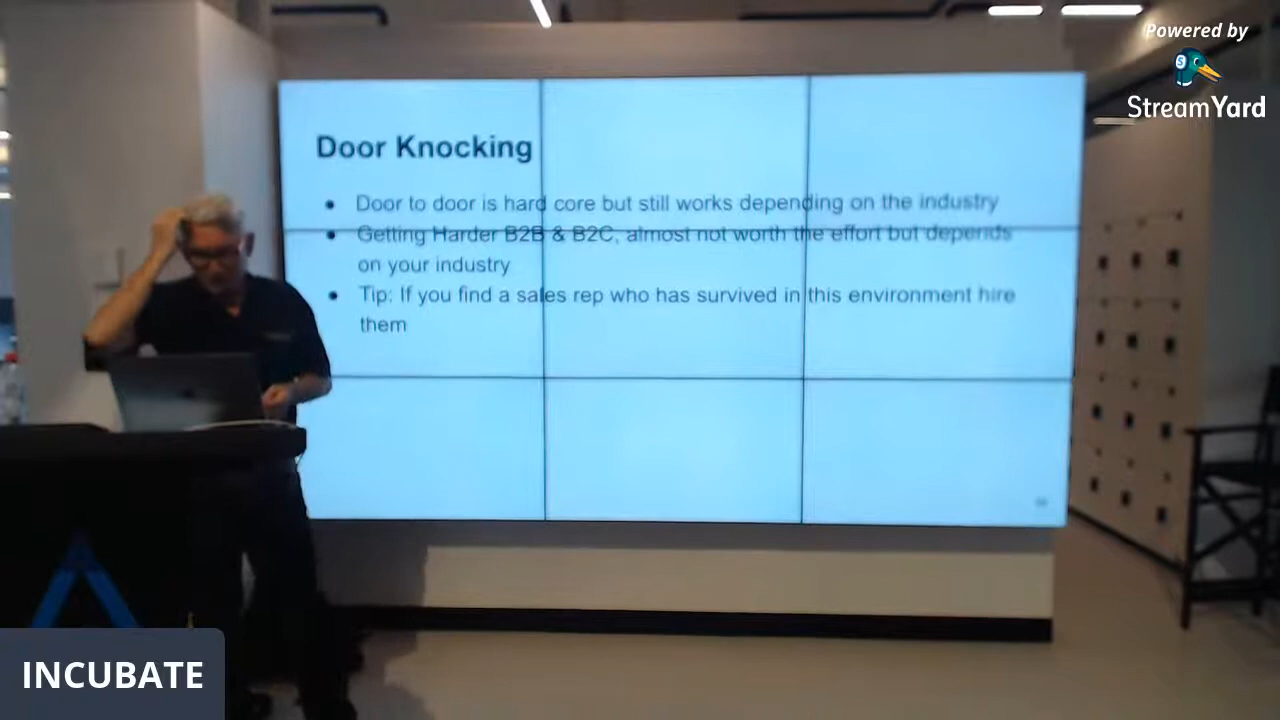 Powered by
StreamYard
Door Knocking
• Door to door is hard core but still works depending on the industry
• Getting Harder B2B & B2C, almost not worth the effort but depends
on your industry
• Tip: If you find a sales rep who has survived in this environment hire
them
INCUBATE